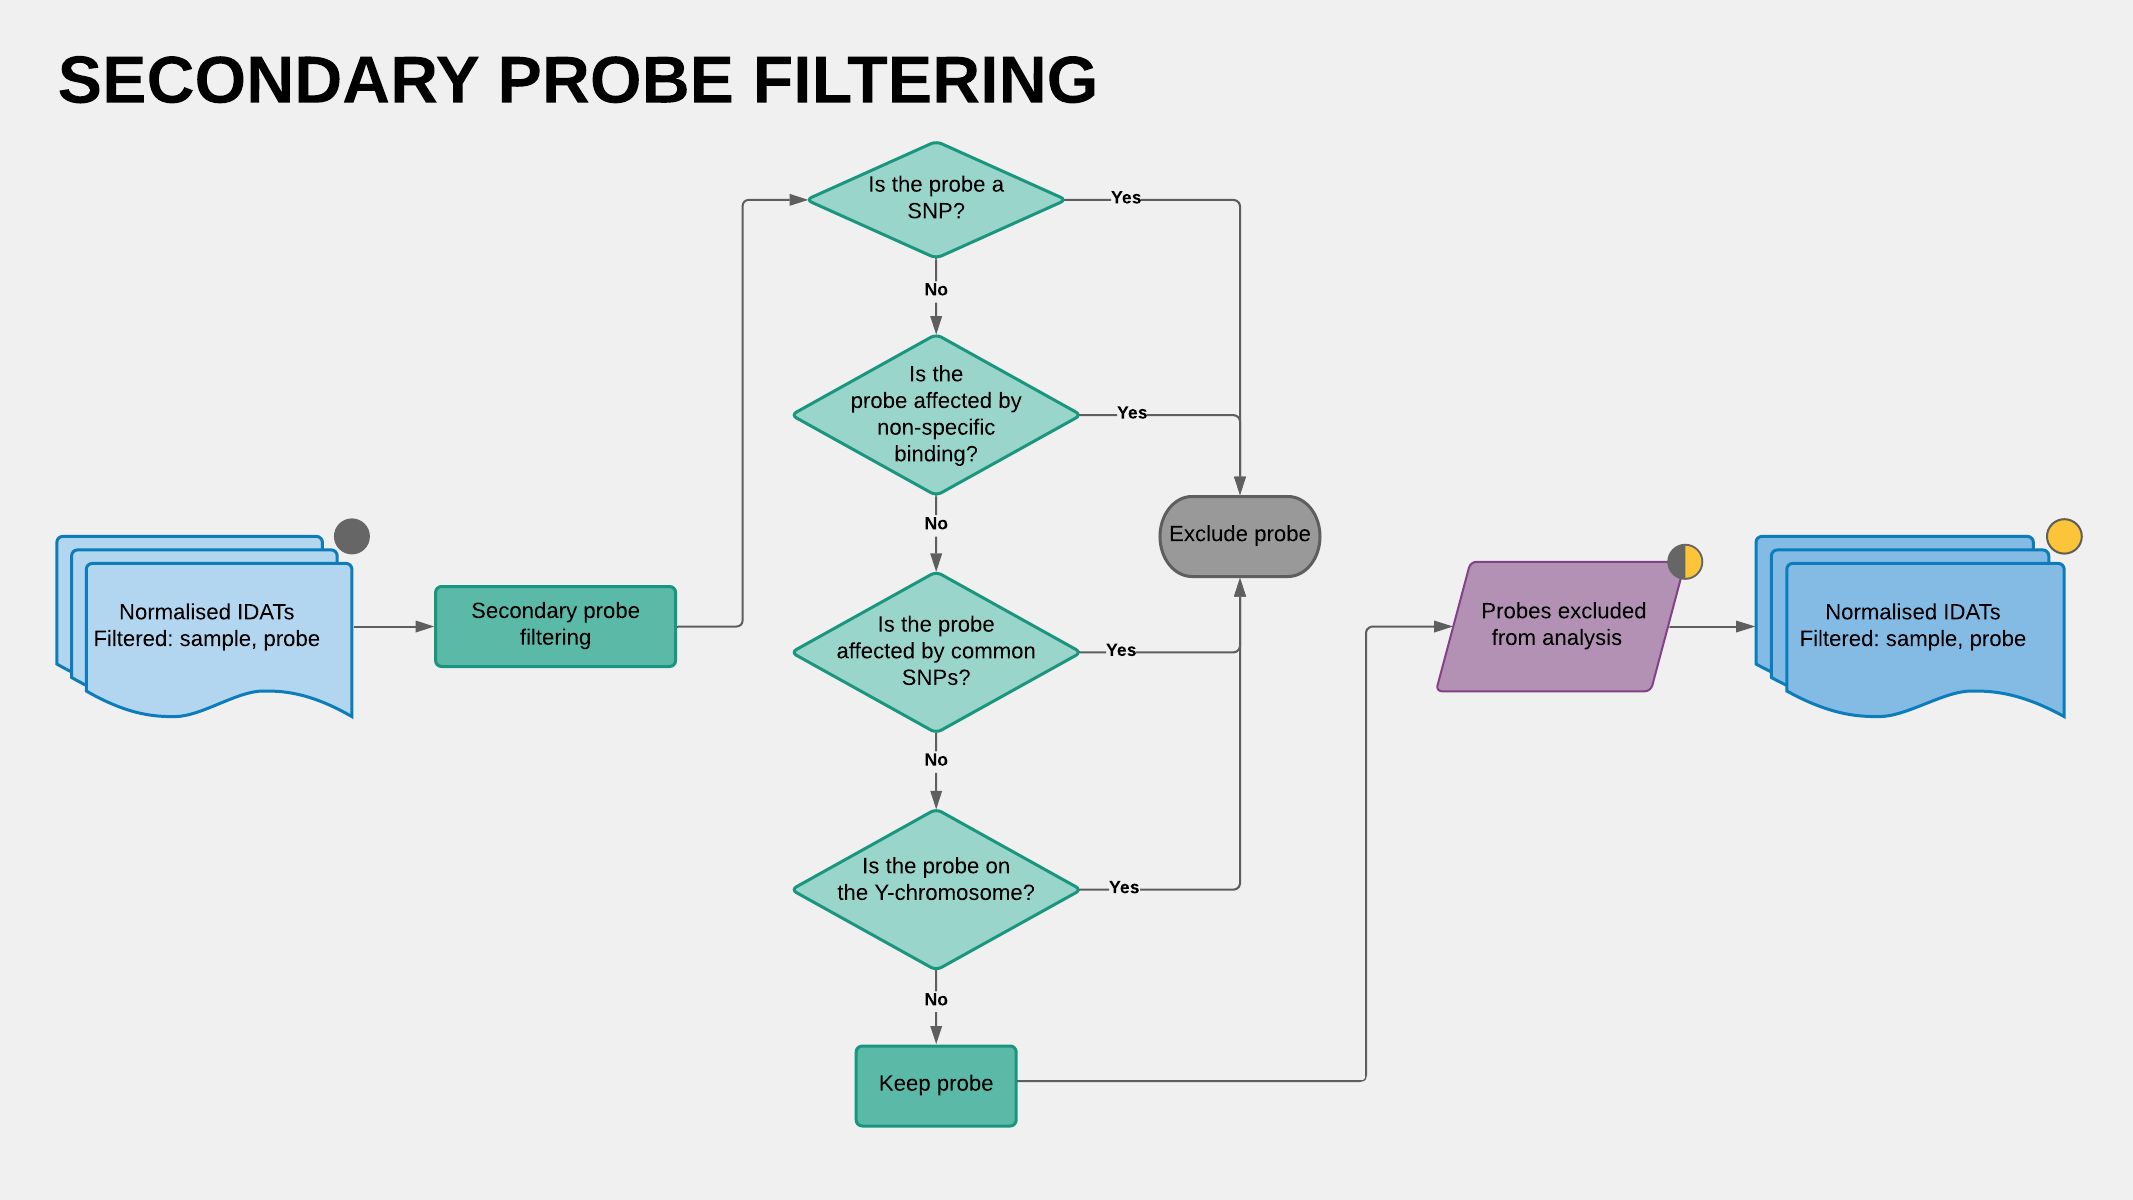 SECONDARY PROBE FILTERING
Is the probe a
SNP?
Yes
No
Is the
probe affected by
non-specific
binding?
Yes
No
Exclude probe
Normalised IDATs
Filtered: sample, probe
Secondary probe
filtering
Is the probe
affected by common
SNPs?
Yes
Probes excluded
from analysis
Normalised IDATs
Filtered: sample, probe
No
Is the probe on
the Y-chromosome?
Yes
No
Keep probe